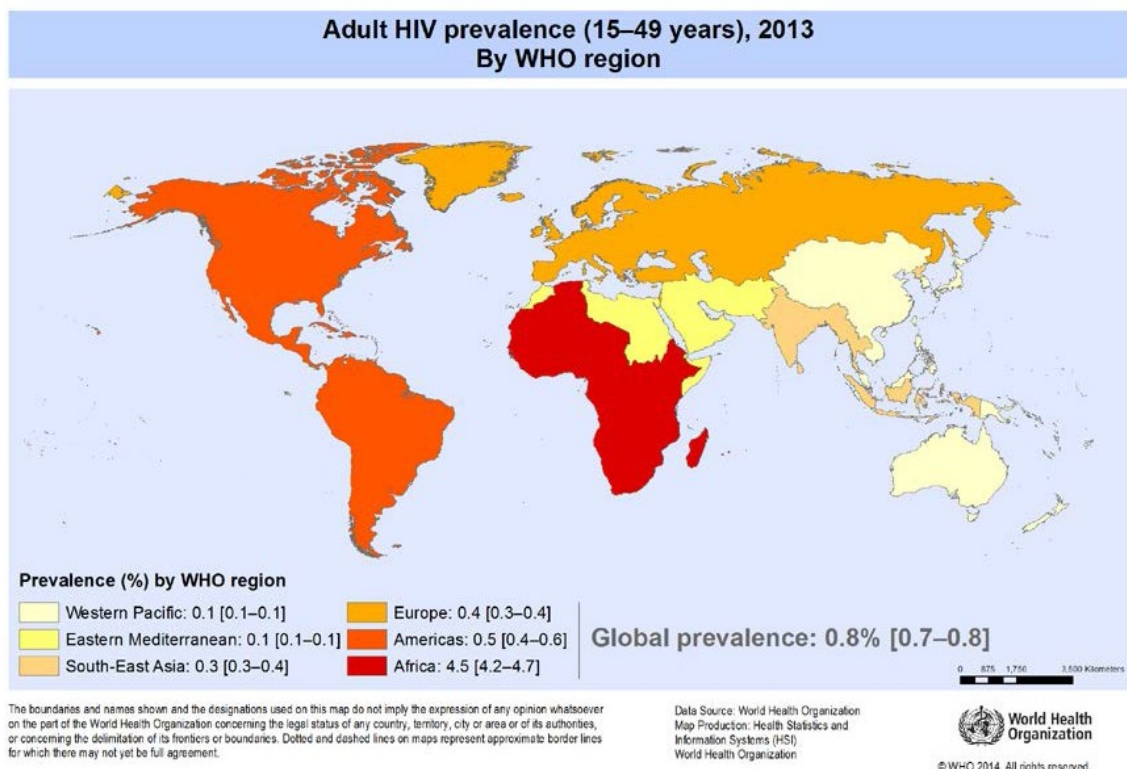 Adult HIV prevalence (15–49 years), 2013
By WHO region
Prevalence (%) by WHO region
Western Pacific: 0.1 [0.1–0.1]
Eastern Mediterranean: 0.1 [0.1–0.1]
South-East Asia: 0.3 [0.3–0.4]
Europe: 0.4 [0.3–0.4]
Americas: 0.5 [0.4–0.6]
Africa: 4.5 [4.2–4.7]
Global prevalence: 0.8% [0.7–0.8]
0 875 1,750 3,500 Kilometers
The boundaries and names shown and the designations used on this map do not imply the expression of any opinion whatsoever
on the part of the World Health Organization concerning the legal status of any country, territory, city or area or of its authorities,
or concerning the delimitation of its frontiers or boundaries. Dotted and dashed lines on maps represent approximate border lines
for which there may not yet be full agreement.
Data Source: World Health Organization
Map Production: Health Statistics and
Information Systems (HSI)
World Health Organization
World Health
Organization
© WHO 2014. All rights reserved.